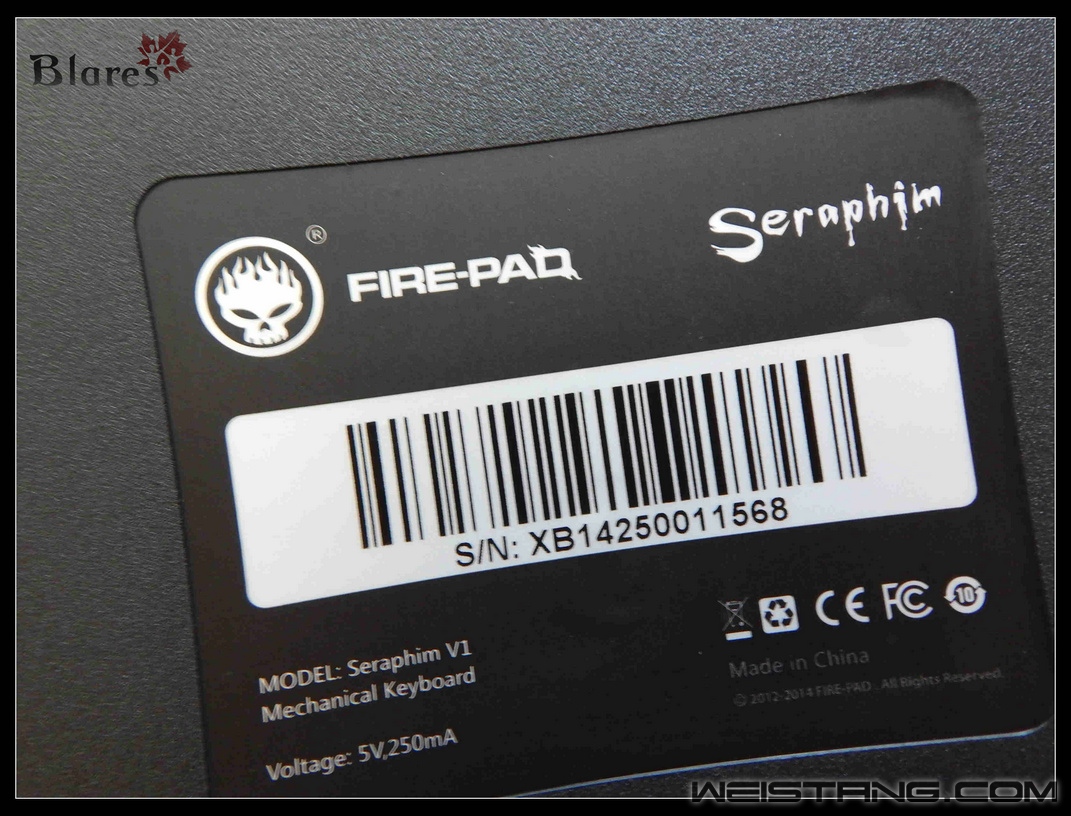 Blares
®
FIRE-PAD
Seraphim
S/N: XB14250011568
CE FC 10
MODEL: Seraphim V1
Mechanical Keyboard
Voltage: 5V,250mA
Made in China
© 2012-2014 FIRE-PAD . All Rights Reserved.
WEISTANG.COM